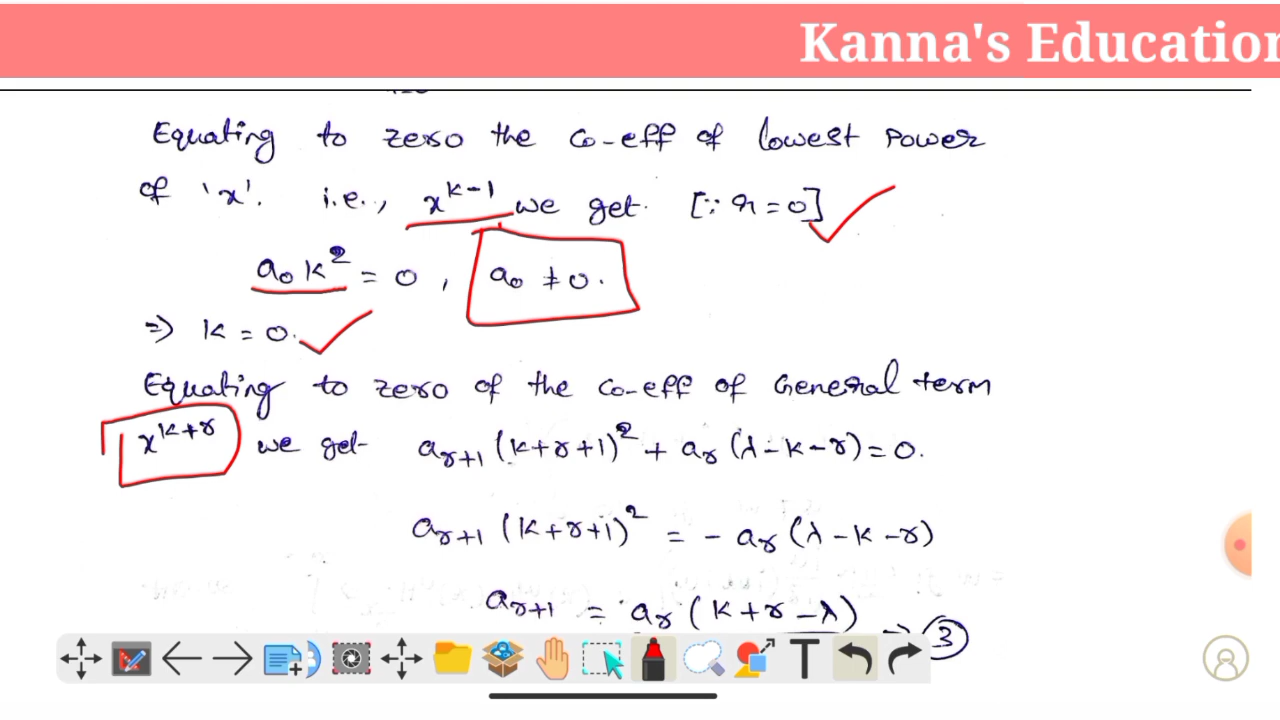 Kanna's Education
Equating to zero the co-eff of lowest power
of 'x'. i.e., x^{k-1} we get. [∵ r=0]
a₀ k² = 0, a₀ ≠ 0.
⇒ k = 0.
Equating to zero of the co-eff of General term
x^{k+r} we get a_{r+1} (k+r+1)² + a_r (λ-k-r) = 0.
a_{r+1} (k+r+1)² = - a_r (λ-k-r)
a_{r+1} = a_r (k+r-λ) → ③
T